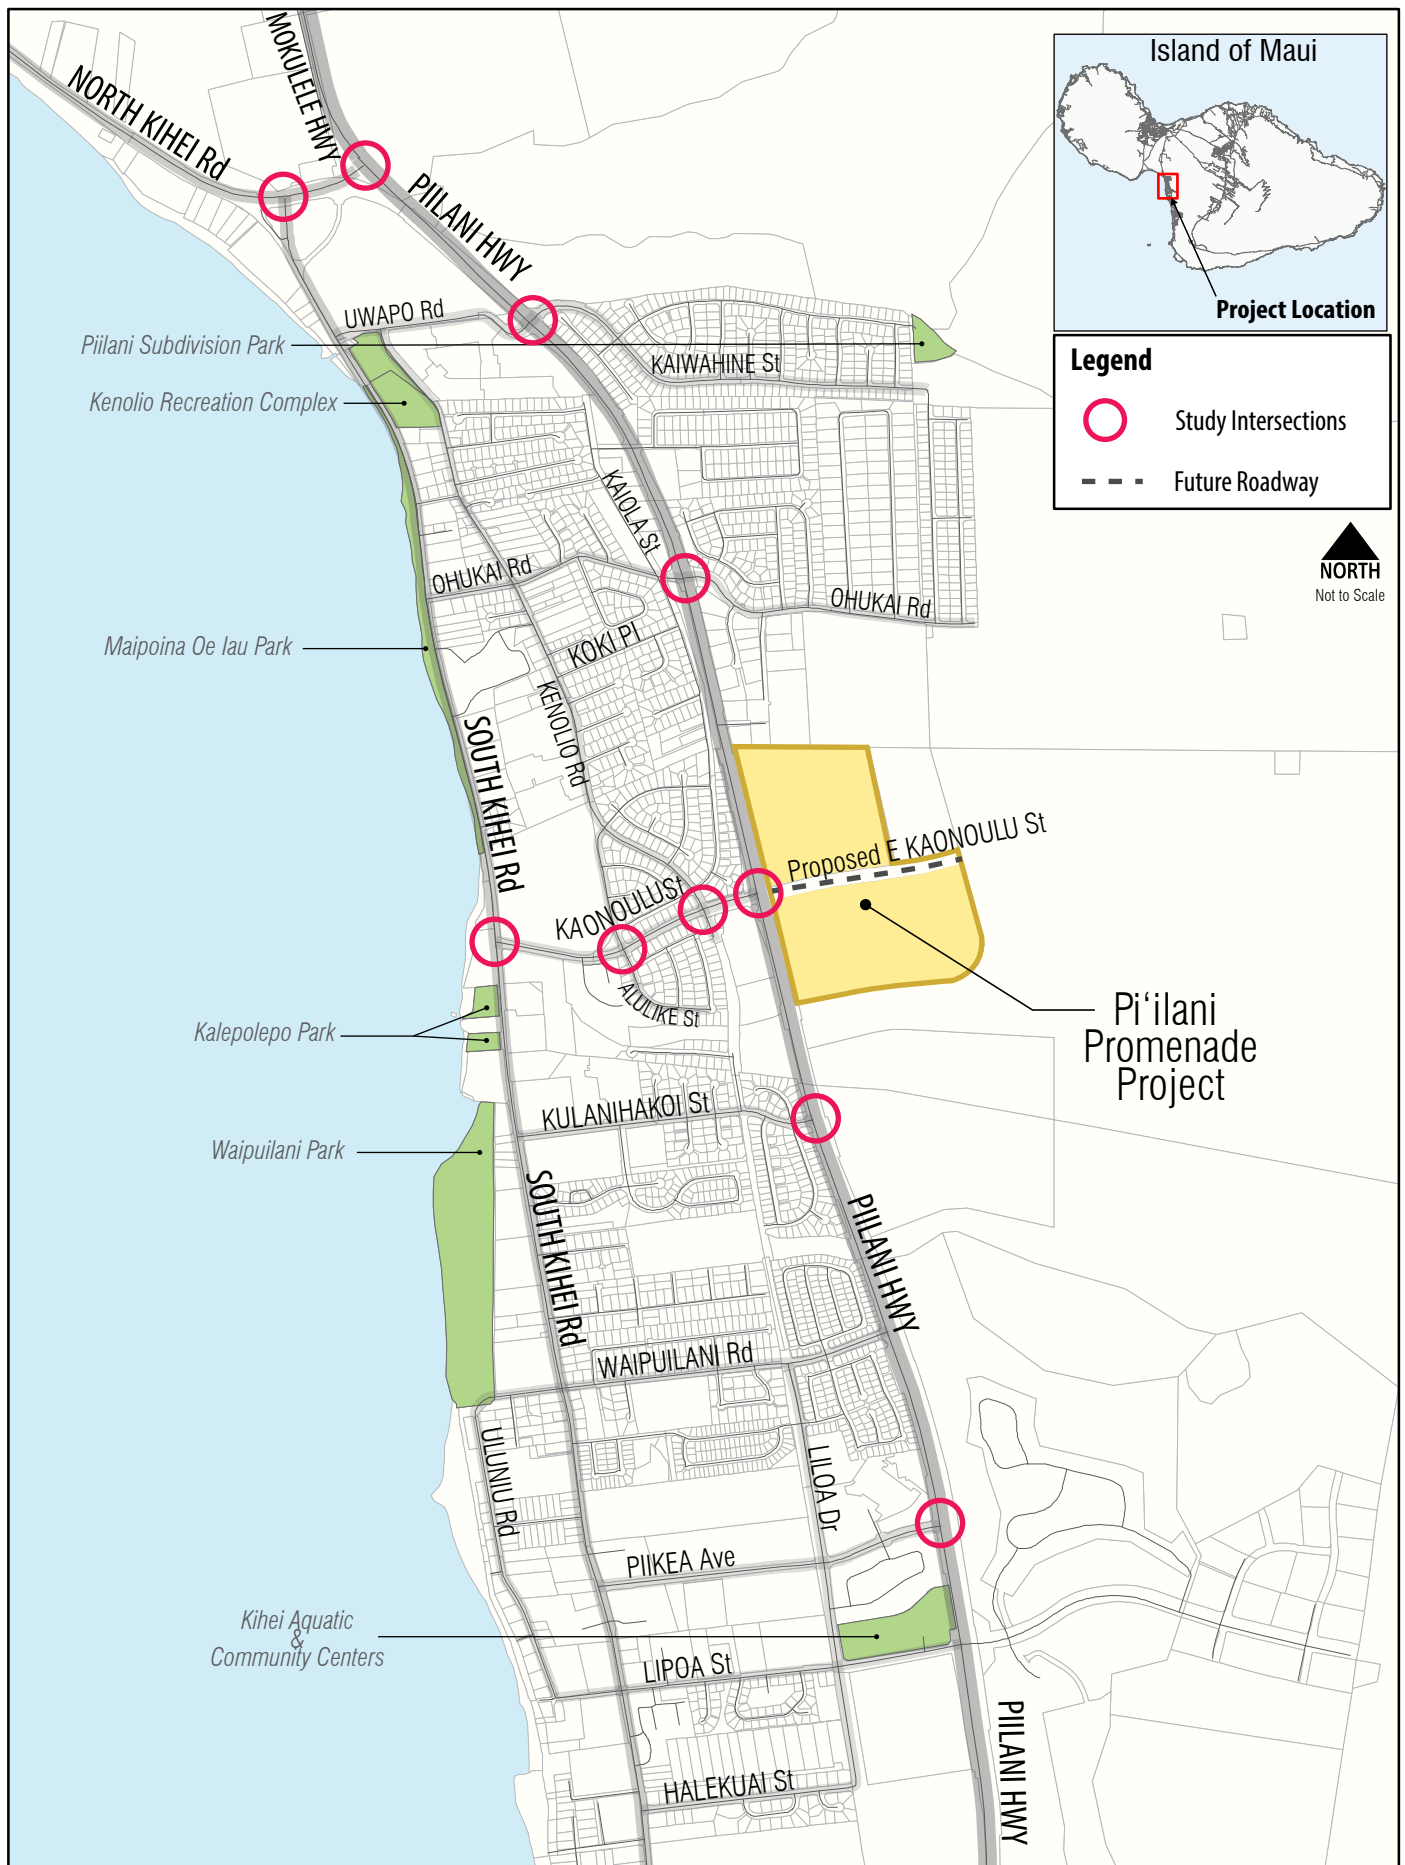 MOKULELE HWY
NORTH KIHEI Rd
PIILANI HWY
Island of Maui
Project Location
Legend
Study Intersections
Future Roadway
NORTH
Not to Scale
UWAPO Rd
Piilani Subdivision Park
KAIWAHINE St
Kenolio Recreation Complex
KAIOLA St
OHUKAI Rd
OHUKAI Rd
KOKI Pl
Maipoina Oe Iau Park
KENOLIO Rd
SOUTH KIHEI Rd
Proposed E KAONOULU St
KAONOULU St
ALULIKE St
Pi‘ilani
Promenade
Project
Kalepolepo Park
KULANIHAKOI St
Waipuilani Park
SOUTH KIHEI Rd
PIILANI HWY
WAIPUILANI Rd
ULUNIU Rd
LILOA Dr
PIIKEA Ave
Kihei Aquatic
&
Community Centers
LIPOA St
PIILANI HWY
HALEKUAI St